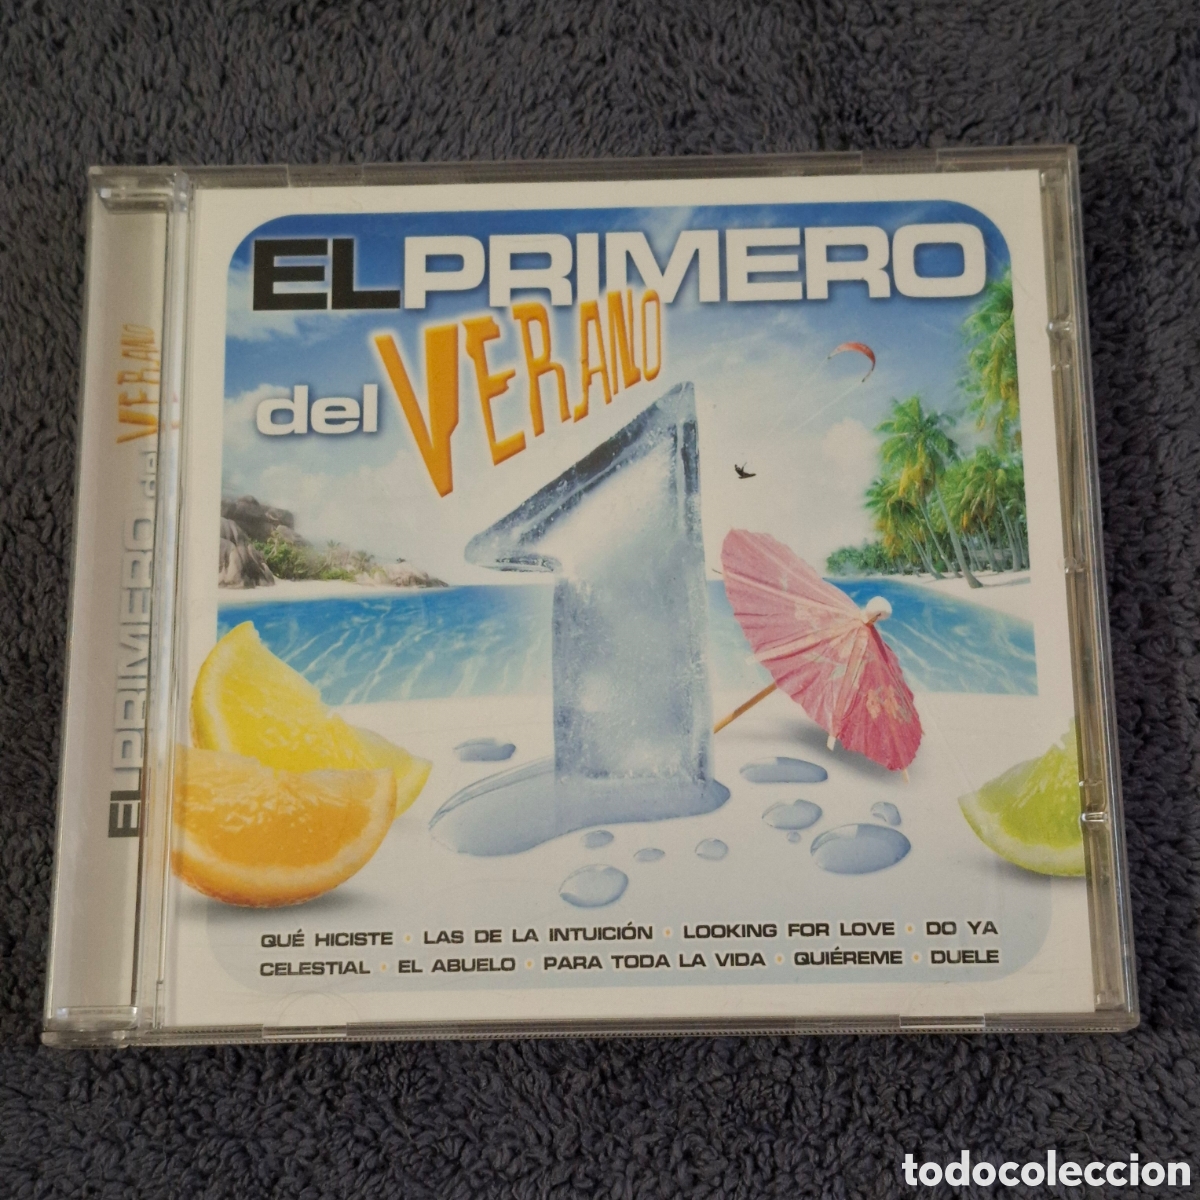 EL PRIMERO
del VERANO
1
QUÉ HICISTE · LAS DE LA INTUICIÓN · LOOKING FOR LOVE · DO YA
CELESTIAL · EL ABUELO · PARA TODA LA VIDA · QUIÉREME · DUELE
EL PRIMERO del VERANO
todocoleccion